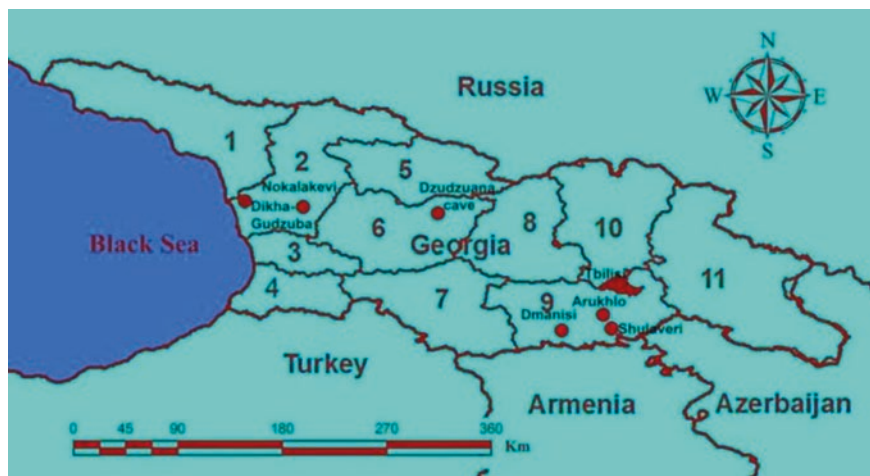 N
Russia
W
E
S
1
2
5
Nokalakevi
Dzudzuana
cave
Dikha-
Gudzuba
6
8
10
Black Sea
3
Georgia
Tbilisi
11
4
7
9
Arukhlo
Dmanisi
Shulaveri
Turkey
Armenia
Azerbaijan
0
45
90
180
270
360
Km